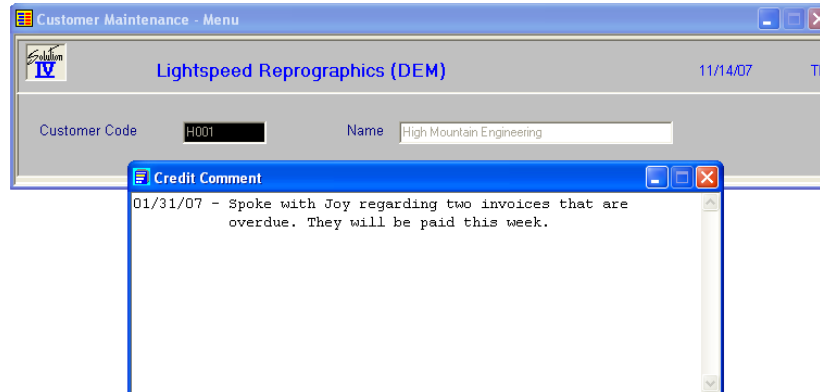 Customer Maintenance - Menu
Solution
IV
Lightspeed Reprographics (DEM)
11/14/07
Customer Code
H001
Name
High Mountain Engineering
Credit Comment
01/31/07 - Spoke with Joy regarding two invoices that are
overdue. They will be paid this week.